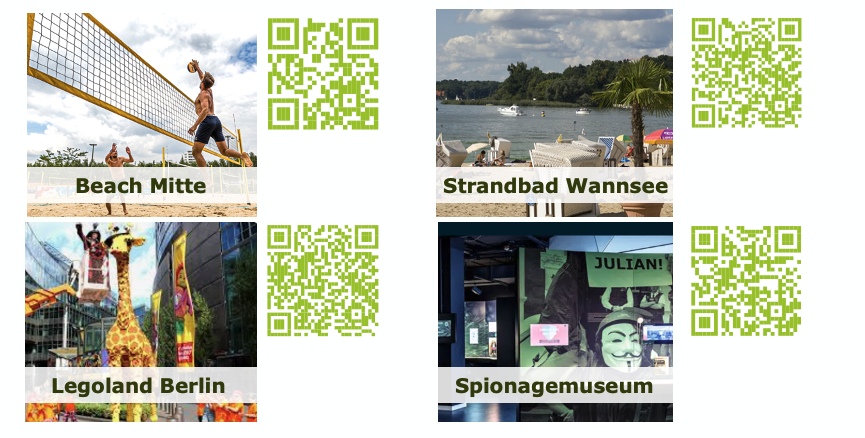 Beach Mitte
Strandbad Wannsee
JULIAN!
Legoland Berlin
Spionagemuseum